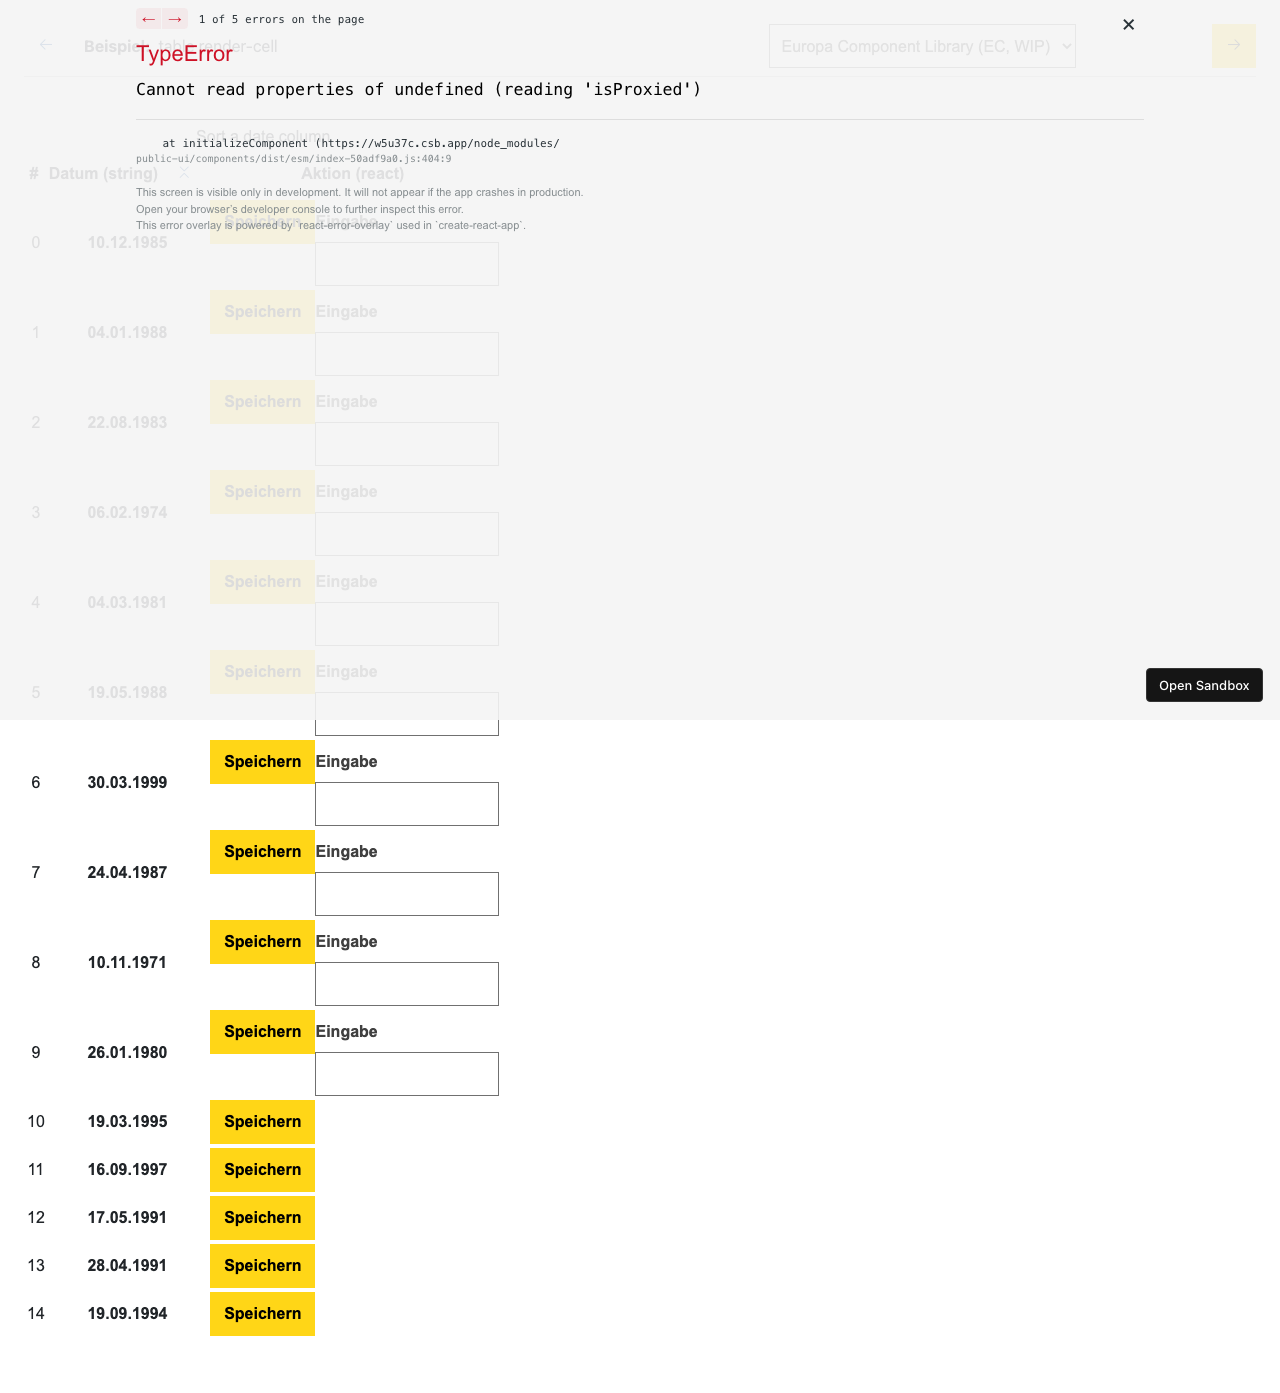 ← → 1 of 5 errors on the page
×
← Beispiel table render-cell
Europa Component Library (EC, WIP)
→
TypeError
Cannot read properties of undefined (reading 'isProxied')
Sort a date column
at initializeComponent (https://w5u37c.csb.app/node_modules/
public-ui/components/dist/esm/index-50adf9a0.js:404:9
# Datum (string) Aktion (react)
This screen is visible only in development. It will not appear if the app crashes in production.
Open your browser's developer console to further inspect this error.
This error overlay is powered by `react-error-overlay` used in `create-react-app`.
0 10.12.1985 Speichern Eingabe
1 04.01.1988 Speichern Eingabe
2 22.08.1983 Speichern Eingabe
3 06.02.1974 Speichern Eingabe
4 04.03.1981 Speichern Eingabe
5 19.05.1988 Speichern Eingabe
Open Sandbox
6 30.03.1999 Speichern Eingabe
7 24.04.1987 Speichern Eingabe
8 10.11.1971 Speichern Eingabe
9 26.01.1980 Speichern Eingabe
10 19.03.1995 Speichern
11 16.09.1997 Speichern
12 17.05.1991 Speichern
13 28.04.1991 Speichern
14 19.09.1994 Speichern